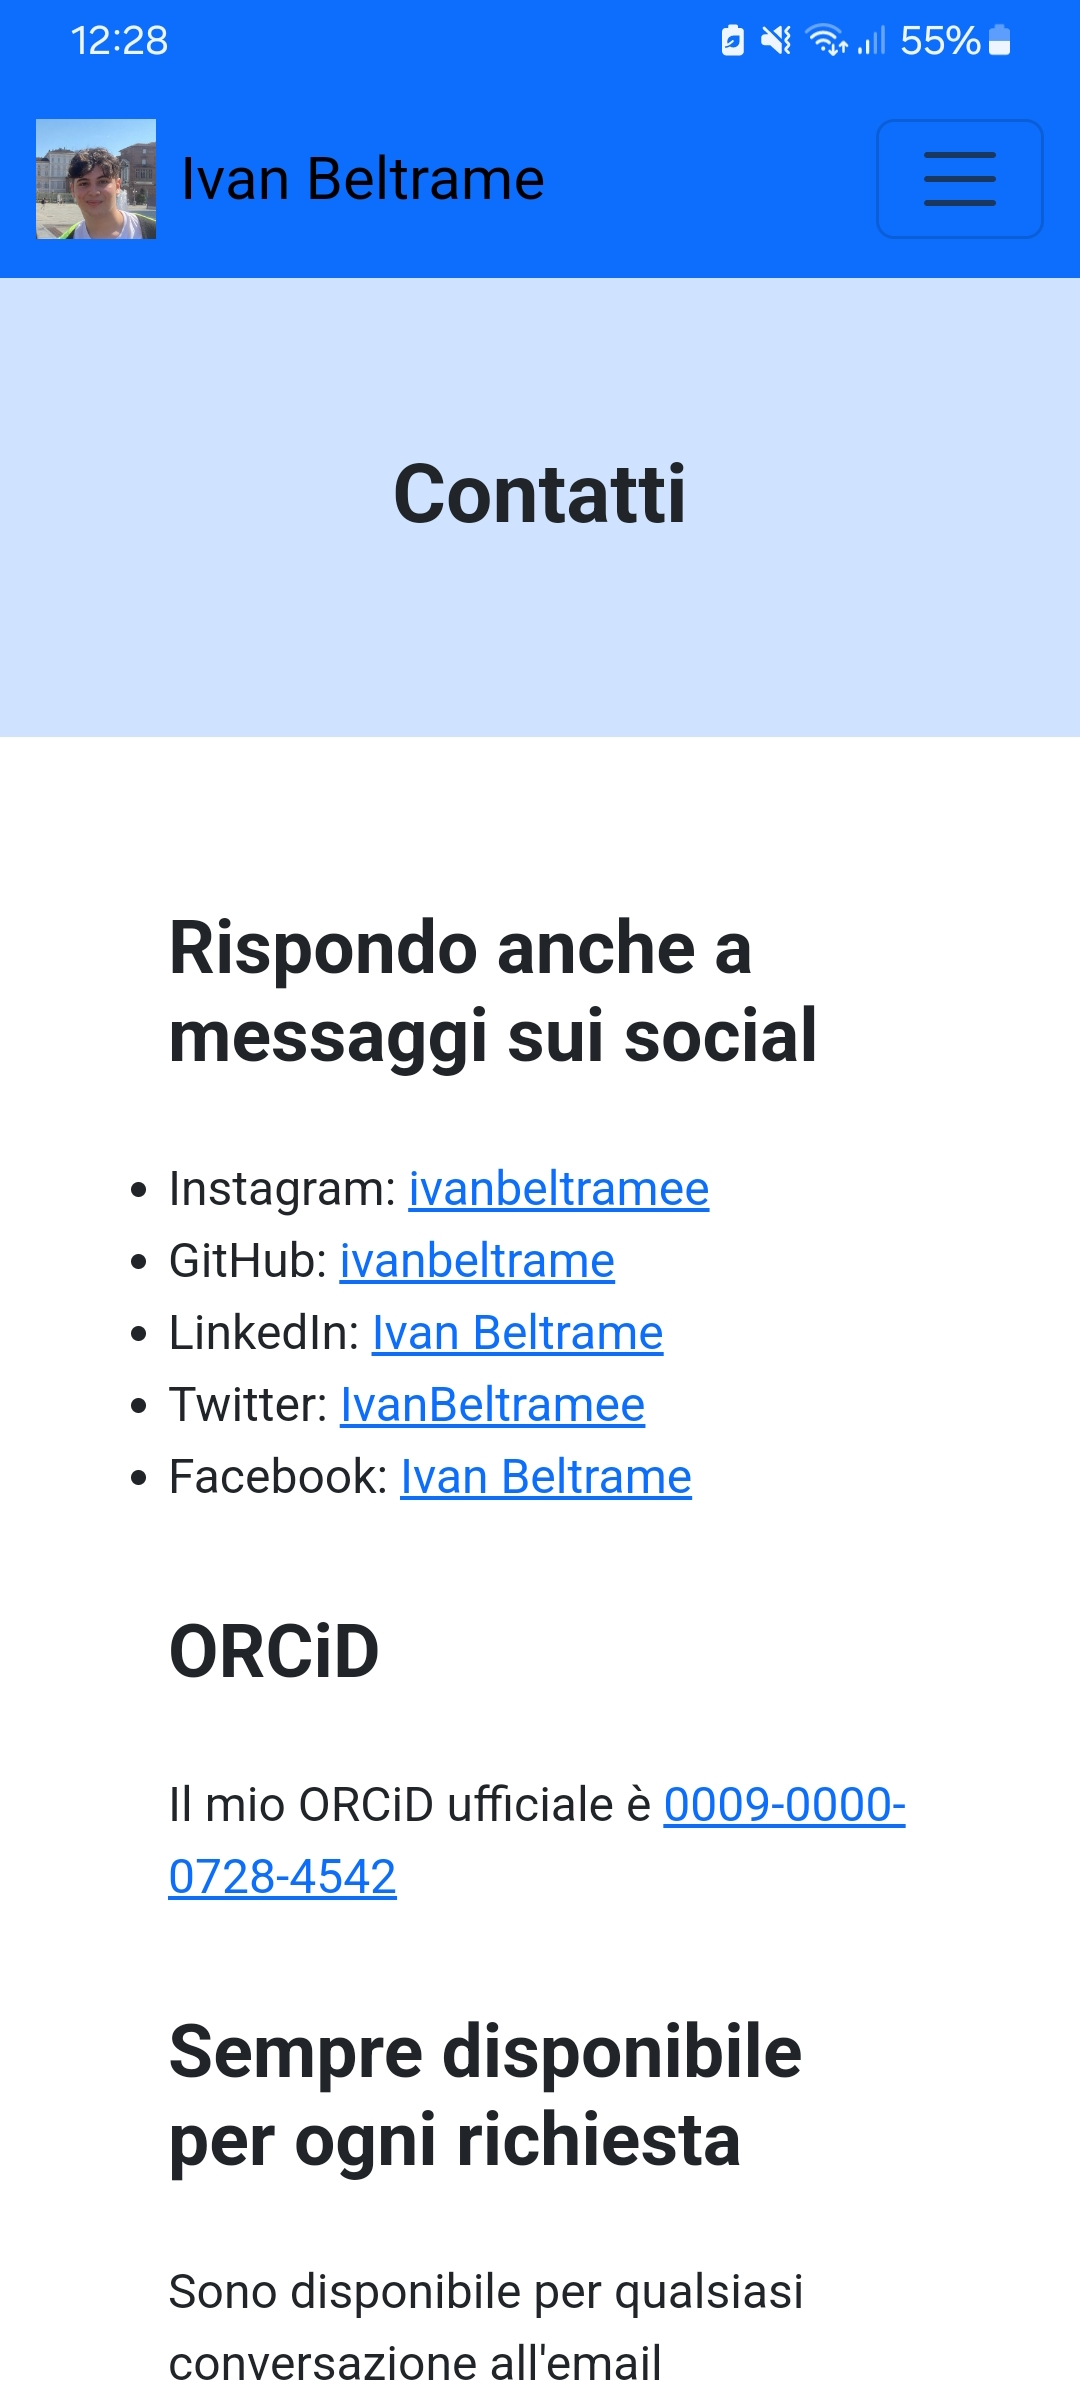 12:28
55%
Ivan Beltrame
Contatti
Rispondo anche a
messaggi sui social
Instagram: ivanbeltramee
GitHub: ivanbeltrame
LinkedIn: Ivan Beltrame
Twitter: IvanBeltramee
Facebook: Ivan Beltrame
ORCiD
Il mio ORCiD ufficiale è 0009-0000-
0728-4542
Sempre disponibile
per ogni richiesta
Sono disponibile per qualsiasi
conversazione all'email